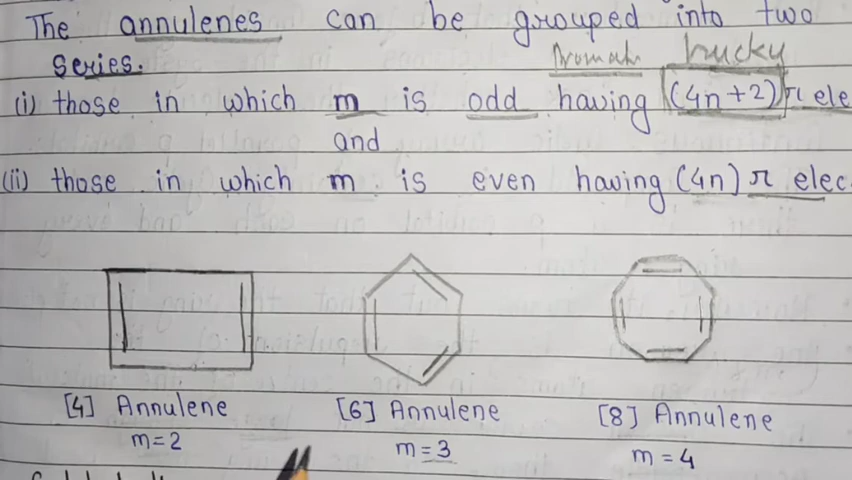 The annulenes can be grouped into two
series.
Aromatic hucky
(i) those in which m is odd having (4n+2) π ele
and
(ii) those in which m is even having (4n) π elec.
[4] Annulene [6] Annulene [8] Annulene
m=2 m=3 m=4